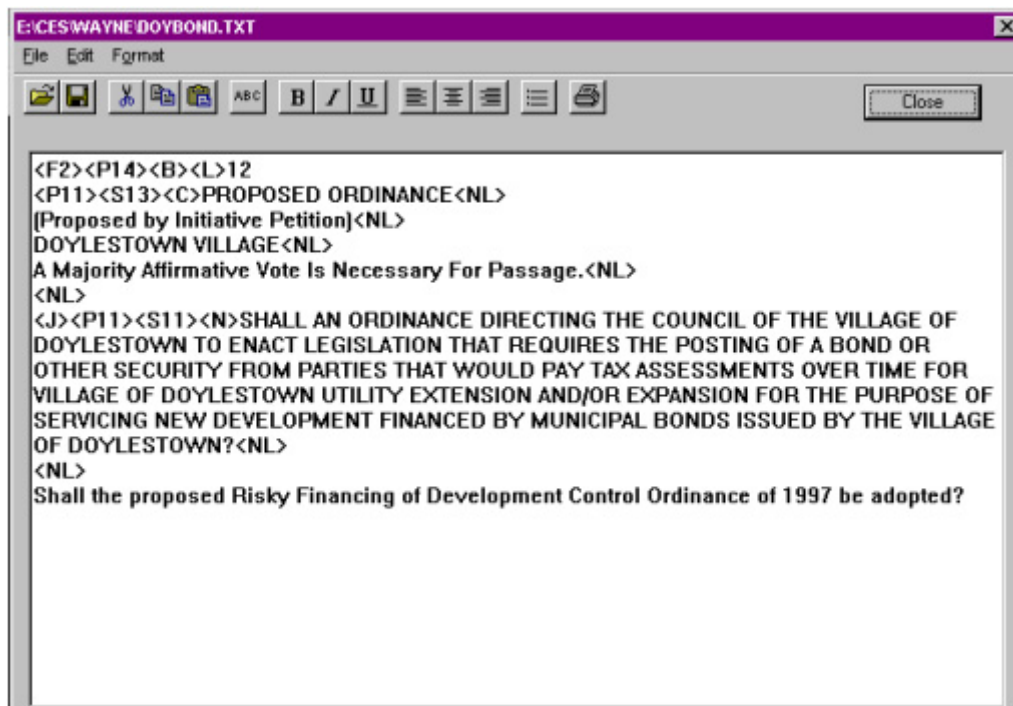 E:\CES\WAYNE\DOYBOND.TXT
File Edit Format
ABC B I U Close
<F2><P14><B><L>12
<P11><S13><C>PROPOSED ORDINANCE<NL>
(Proposed by Initiative Petition)<NL>
DOYLESTOWN VILLAGE<NL>
A Majority Affirmative Vote Is Necessary For Passage.<NL>
<NL>
<J><P11><S11><N>SHALL AN ORDINANCE DIRECTING THE COUNCIL OF THE VILLAGE OF
DOYLESTOWN TO ENACT LEGISLATION THAT REQUIRES THE POSTING OF A BOND OR
OTHER SECURITY FROM PARTIES THAT WOULD PAY TAX ASSESSMENTS OVER TIME FOR
VILLAGE OF DOYLESTOWN UTILITY EXTENSION AND/OR EXPANSION FOR THE PURPOSE OF
SERVICING NEW DEVELOPMENT FINANCED BY MUNICIPAL BONDS ISSUED BY THE VILLAGE
OF DOYLESTOWN?<NL>
<NL>
Shall the proposed Risky Financing of Development Control Ordinance of 1997 be adopted?